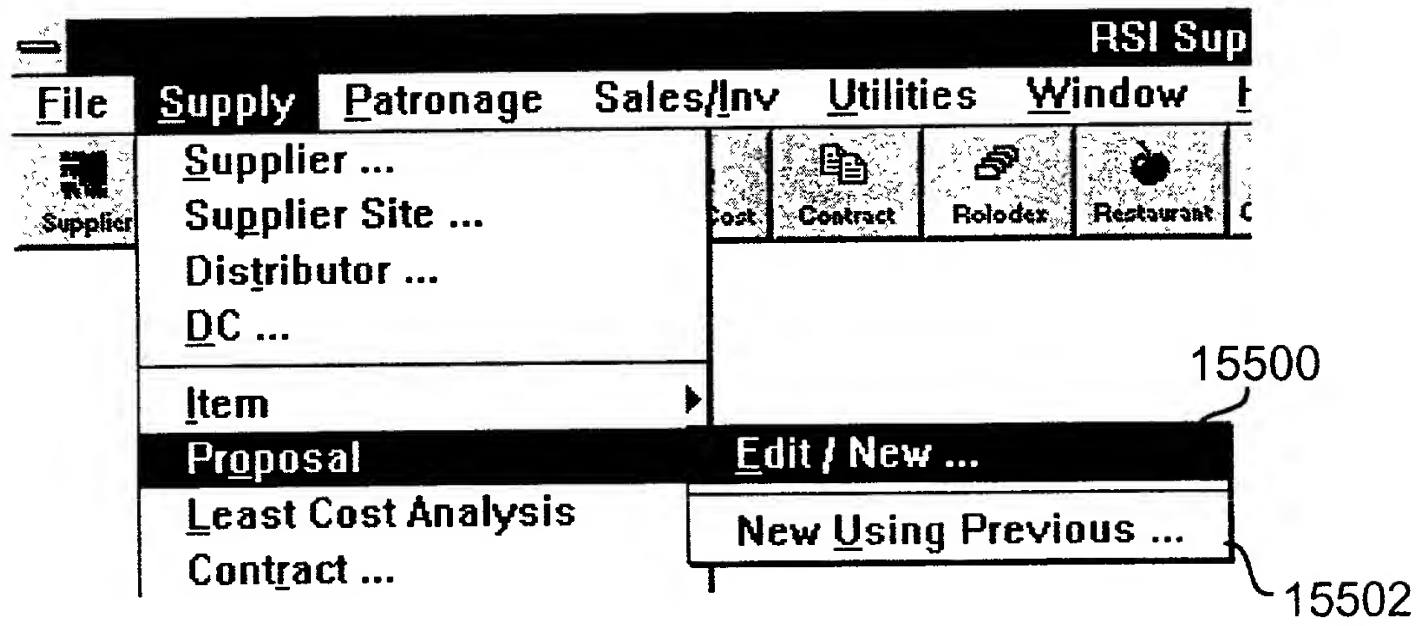 RSI Sup
File Supply Patronage Sales/Inv Utilities Window
Supplier Cost Contract Rolodex Restaurant
Supplier ...
Supplier Site ...
Distributor ...
DC ...
15500
Item
Proposal Edit / New ...
Least Cost Analysis
New Using Previous ...
Contract ...
15502